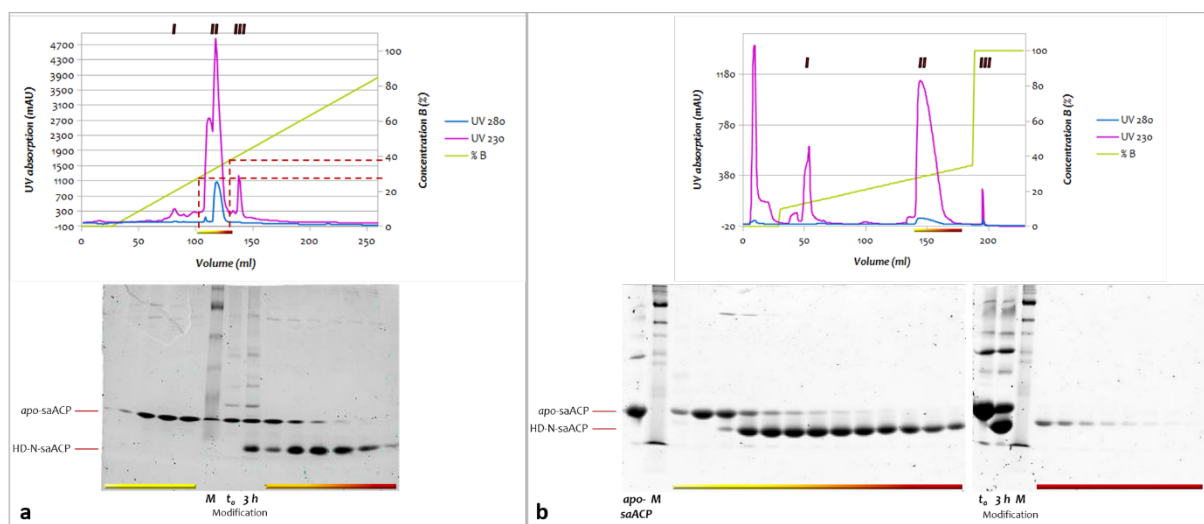 I II III
4700
4300
3900
3500
3100
2700
2300
1900
1500
1100
700
300
-100
UV absorption (mAU)
100
80
60
40
20
0
Concentration B (%)
UV 280
UV 230
% B
0 50 100 150 200 250
Volume (ml)
apo-saACP
HD-N-saACP
M t₀ 3 h
Modification
a
I II III
1180
780
380
-20
UV absorption (mAU)
100
80
60
40
20
0
Concentration B (%)
UV 280
UV 230
% B
0 50 100 150 200
Volume (ml)
apo-saACP
HD-N-saACP
apo- M
saACP
t₀ 3 h M
Modification
b